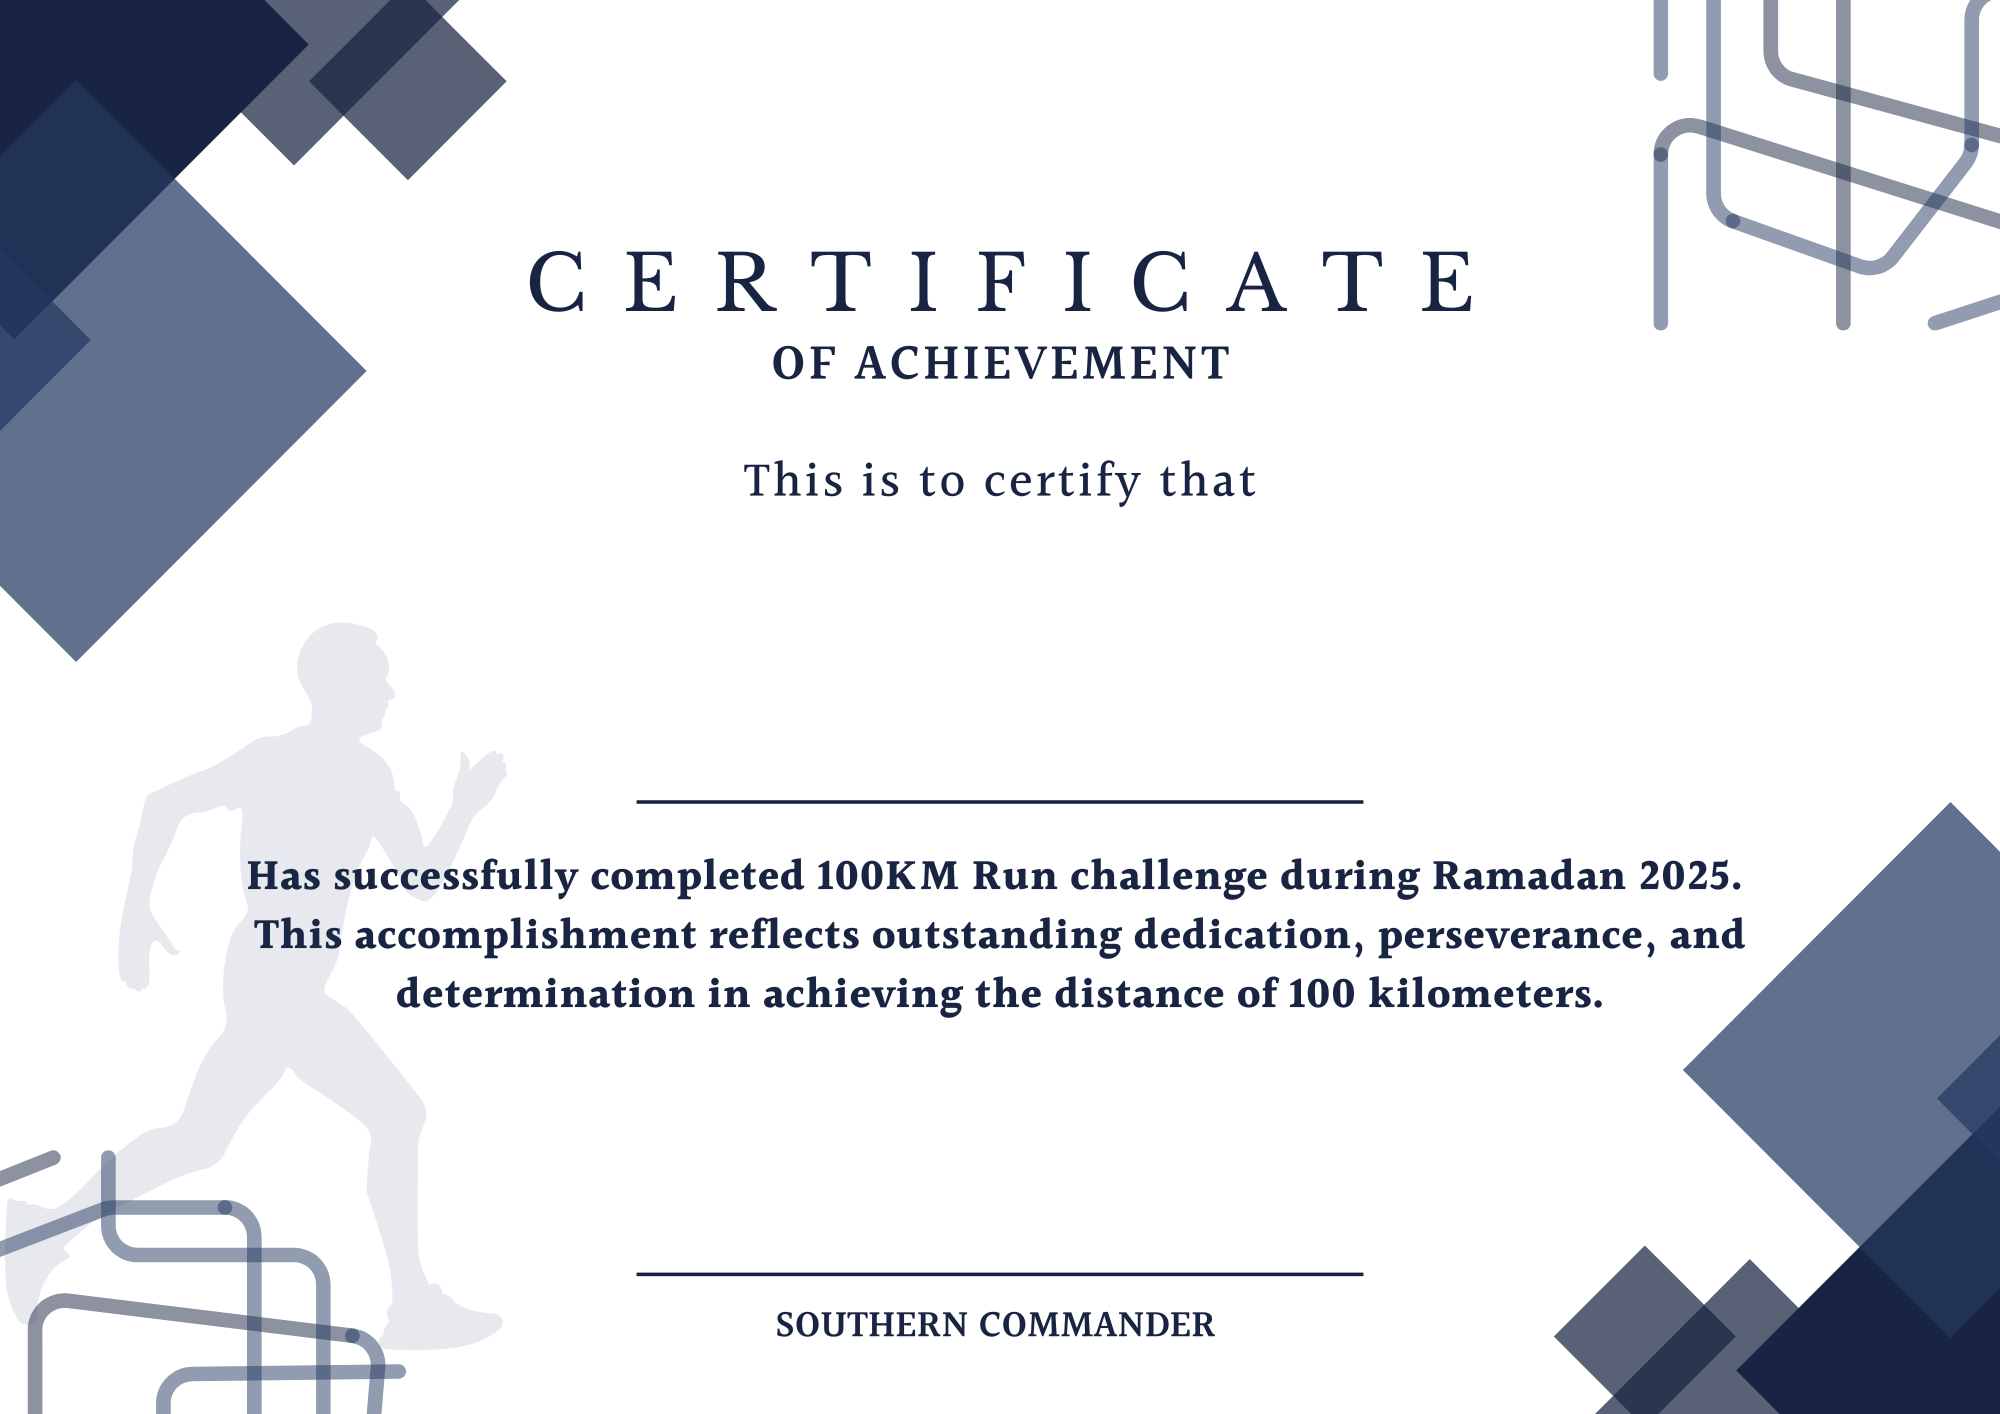 CERTIFICATE
OF ACHIEVEMENT
This is to certify that
Has successfully completed 100KM Run challenge during Ramadan 2025.
This accomplishment reflects outstanding dedication, perseverance, and
determination in achieving the distance of 100 kilometers.
SOUTHERN COMMANDER